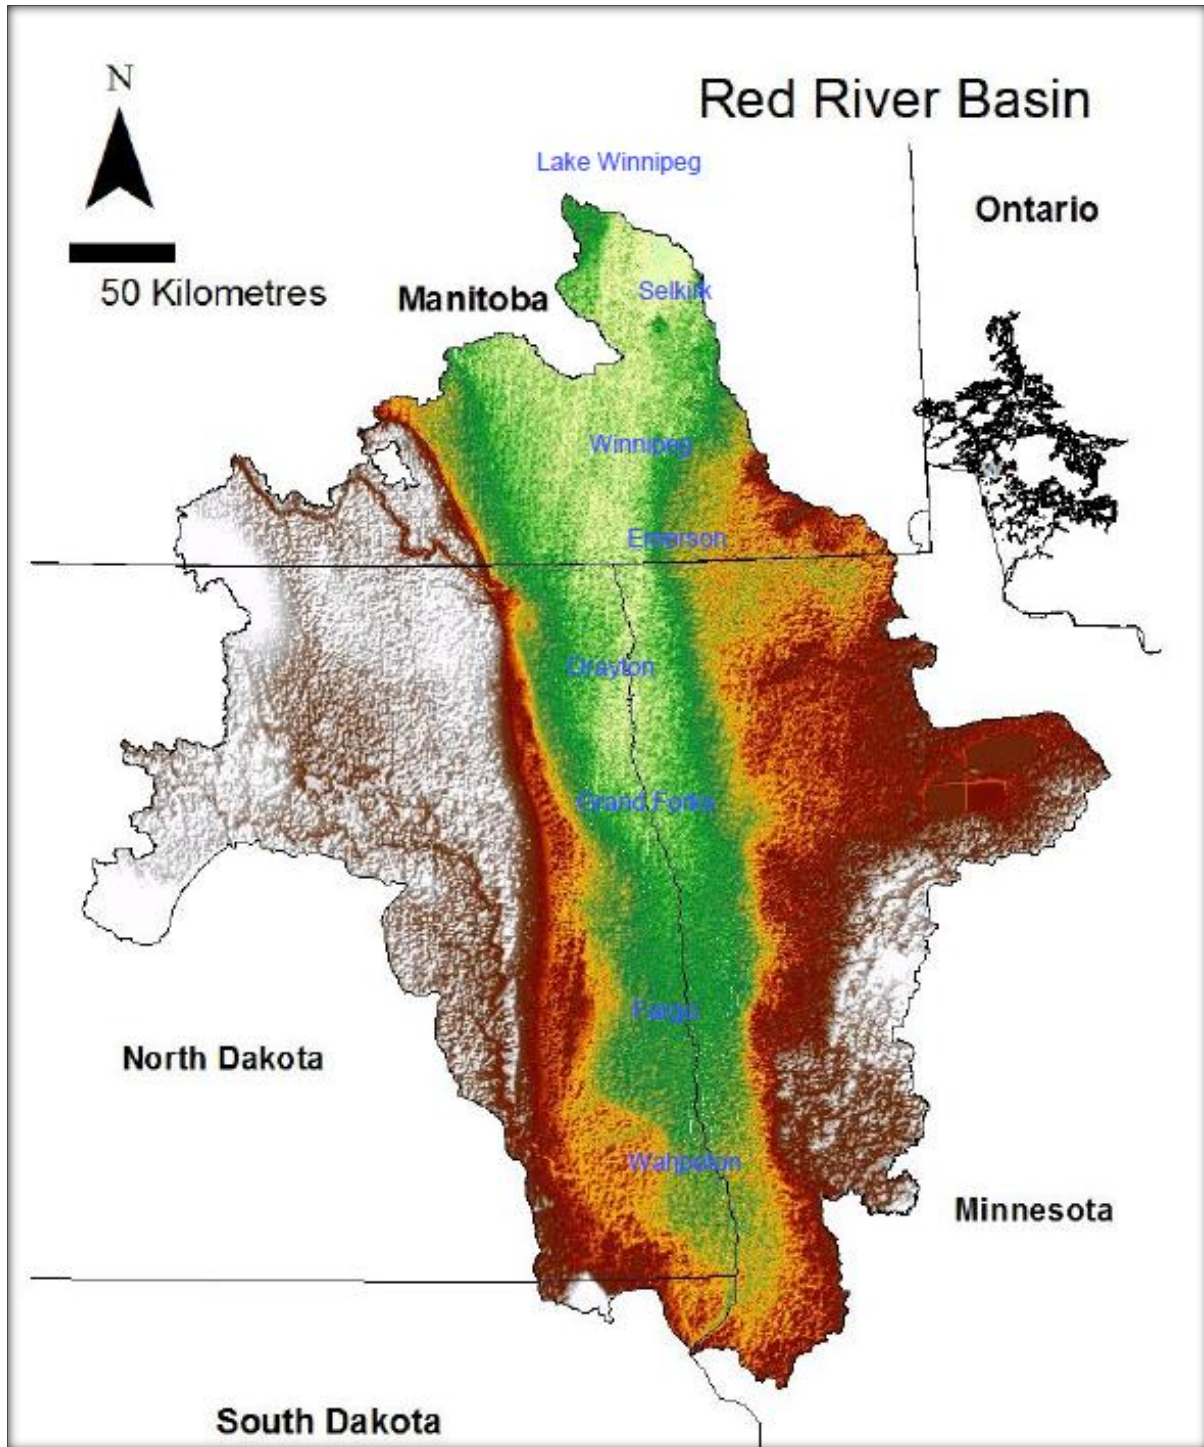 N
Red River Basin
Lake Winnipeg
Ontario
50 Kilometres
Manitoba
Selkirk
Winnipeg
Emerson
Drayton
Grand Forks
Fargo
North Dakota
Wahpeton
Minnesota
South Dakota